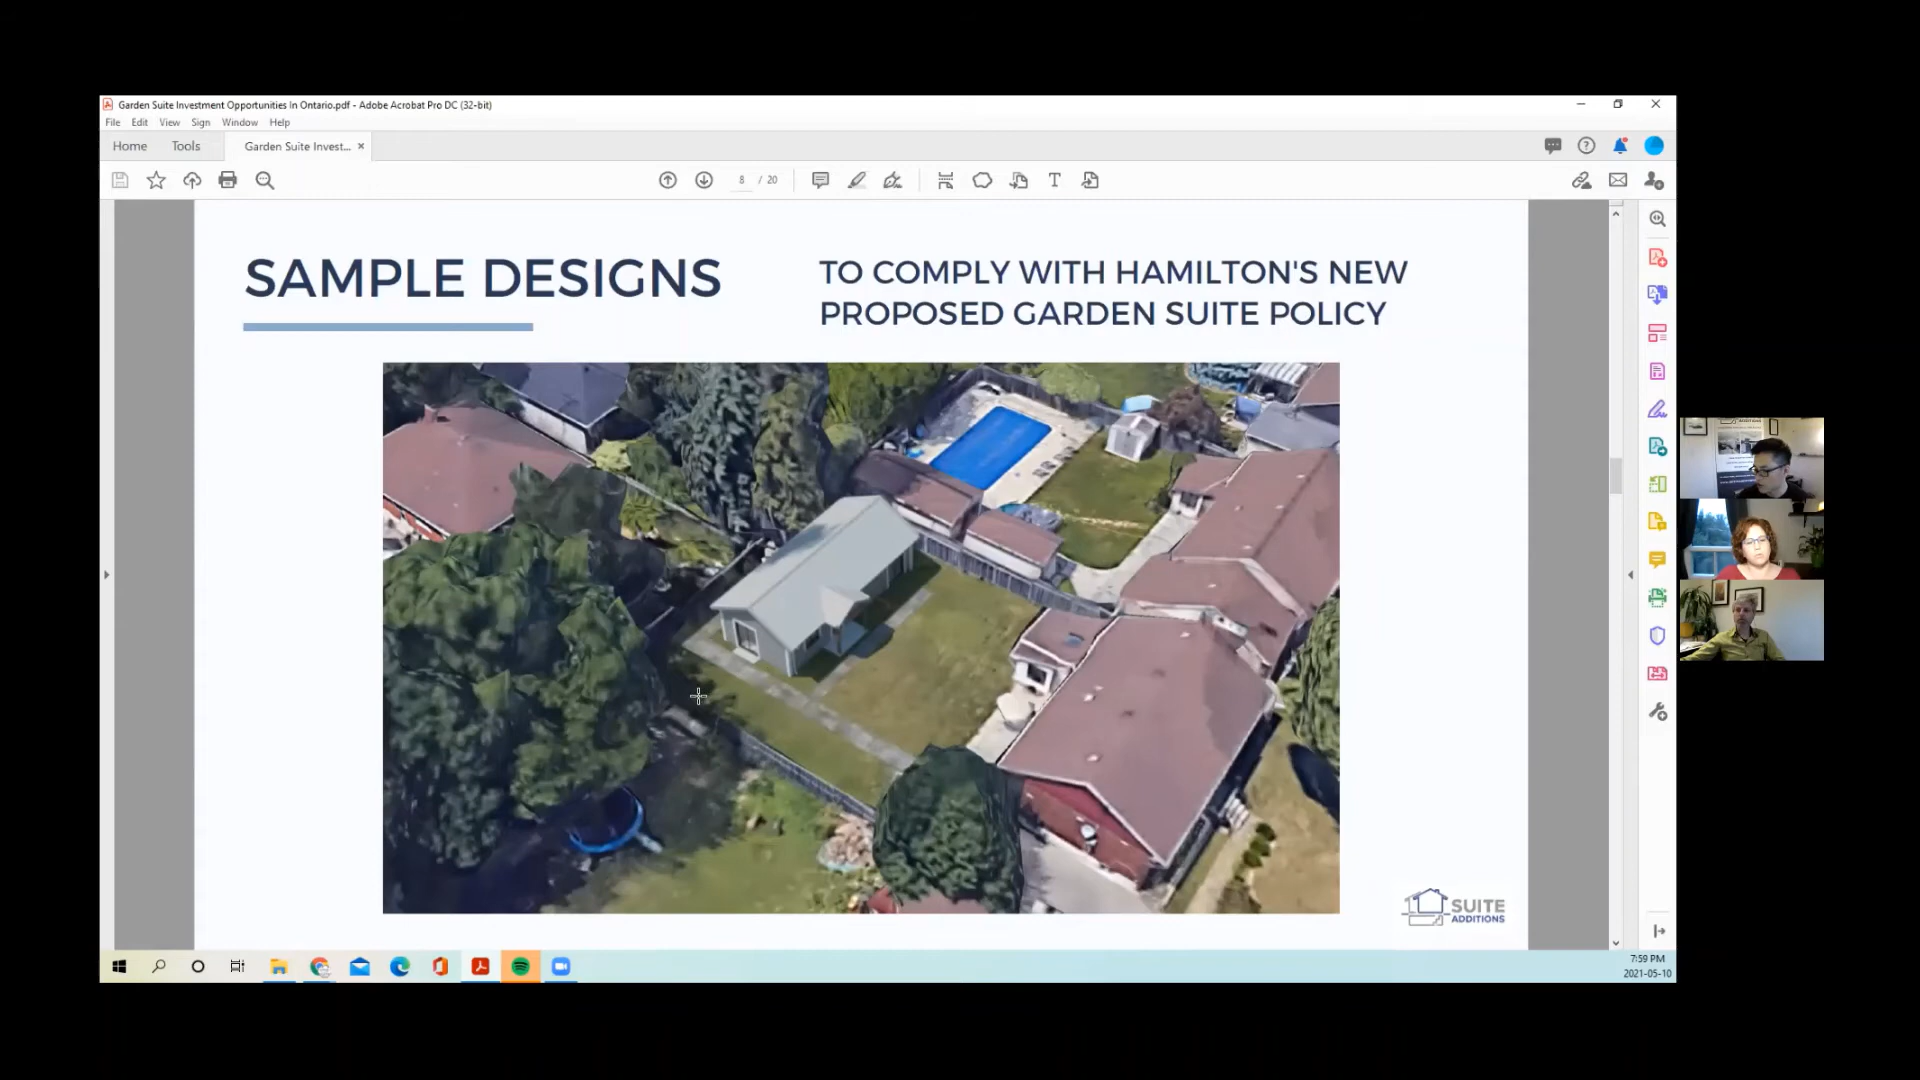 Garden Suite Investment Opportunities in Ontario.pdf - Adobe Acrobat Pro DC (32-bit)
File Edit View Sign Window Help
Home Tools Garden Suite Invest...
8 / 20
SAMPLE DESIGNS
TO COMPLY WITH HAMILTON'S NEW
PROPOSED GARDEN SUITE POLICY
SUITE
ADDITIONS
7:59 PM
2021-05-10